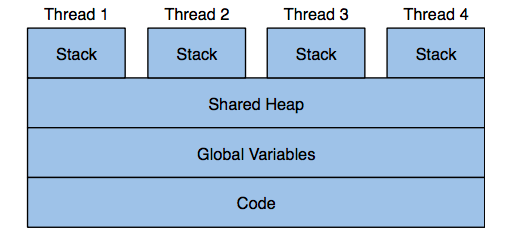 Thread 1 Thread 2 Thread 3 Thread 4
Stack Stack Stack Stack
Shared Heap
Global Variables
Code